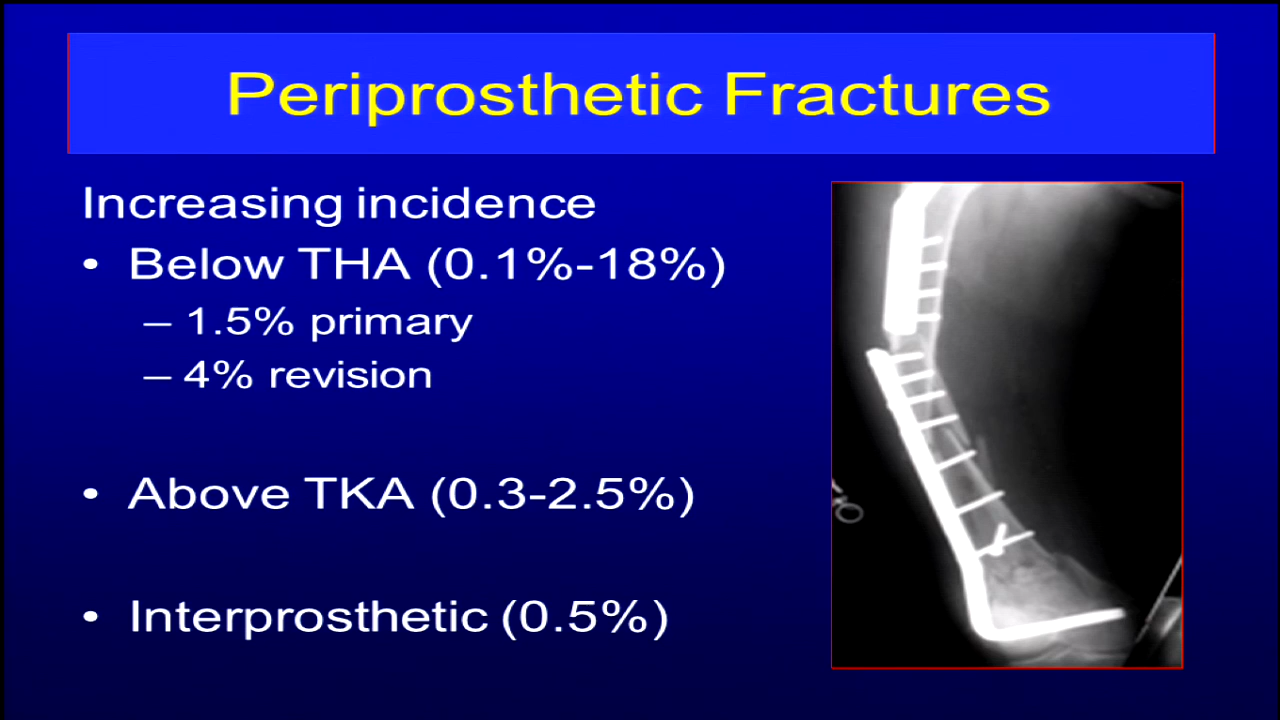 Periprosthetic Fractures
Increasing incidence
• Below THA (0.1%-18%)
– 1.5% primary
– 4% revision
• Above TKA (0.3-2.5%)
• Interprosthetic (0.5%)